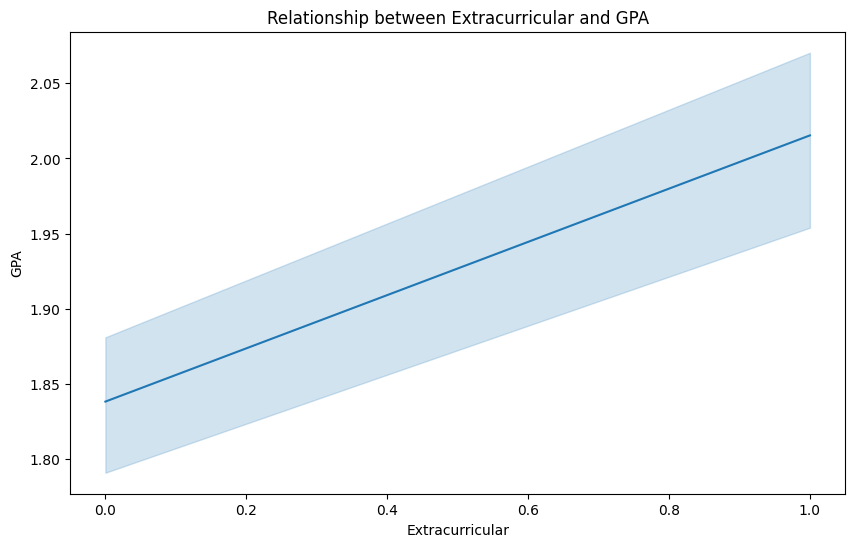 Relationship between Extracurricular and GPA
2.05
2.00
1.95
1.90
1.85
1.80
GPA
0.0 0.2 0.4 0.6 0.8 1.0
Extracurricular